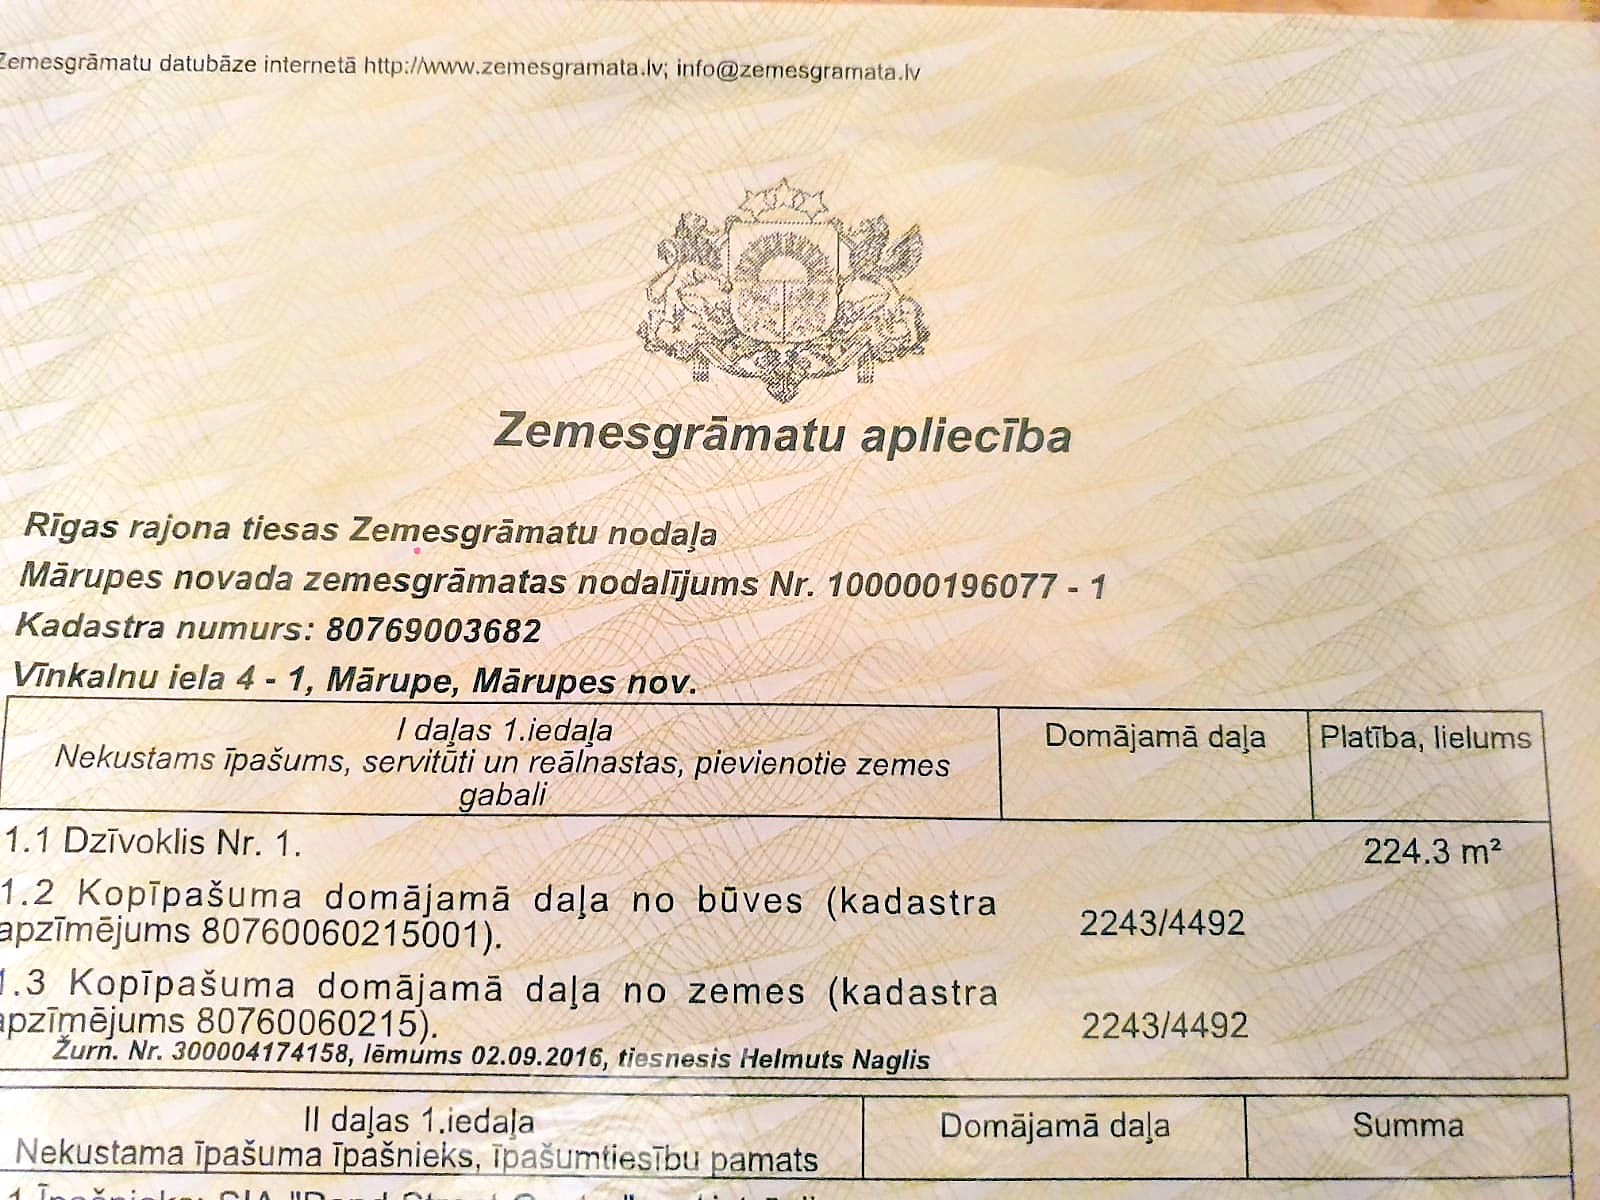 Zemesgrāmatu datubāze internetā http://www.zemesgramata.lv; info@zemesgramata.lv
Zemesgrāmatu apliecība
Rīgas rajona tiesas Zemesgrāmatu nodaļa
Mārupes novada zemesgrāmatas nodalījums Nr. 100000196077 - 1
Kadastra numurs: 80769003682
Vīnkalnu iela 4 - 1, Mārupe, Mārupes nov.
I daļas 1.iedaļa
Nekustams īpašums, servitūti un reālnastas, pievienotie zemes
gabali
Domājamā daļa
Platība, lielums
1.1 Dzīvoklis Nr. 1.
224.3 m²
1.2 Kopīpašuma domājamā daļa no būves (kadastra
apzīmējums 80760060215001).
2243/4492
1.3 Kopīpašuma domājamā daļa no zemes (kadastra
apzīmējums 80760060215).
2243/4492
Žurn. Nr. 300004174158, lēmums 02.09.2016, tiesnesis Helmuts Naglis
II daļas 1.iedaļa
Nekustama īpašuma īpašnieks, īpašumtiesību pamats
Domājamā daļa
Summa